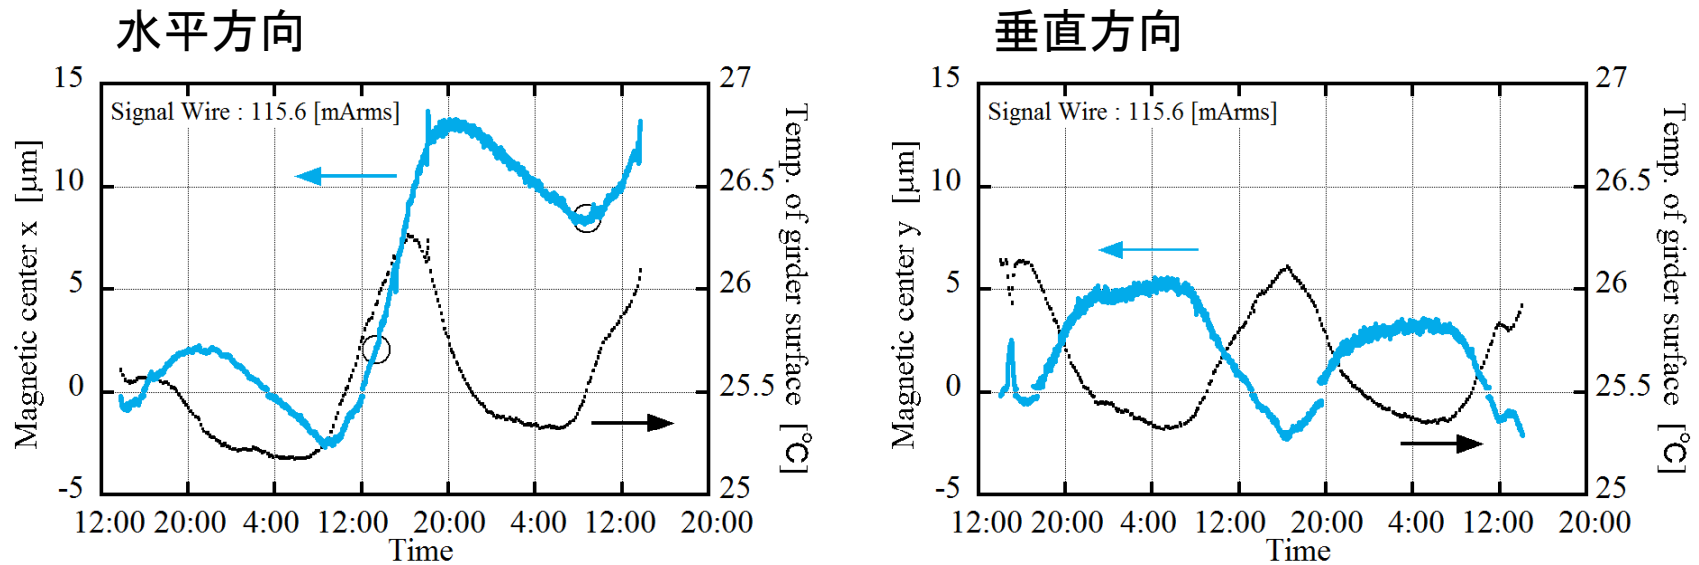 水平方向
15
10
5
0
-5
Magnetic center x [μm]
Signal Wire : 115.6 [mArms]
27
26.5
26
25.5
25
Temp. of girder surface [℃]
12:00 20:00 4:00 12:00 20:00 4:00 12:00 20:00
Time
垂直方向
15
10
5
0
-5
Magnetic center y [μm]
Signal Wire : 115.6 [mArms]
27
26.5
26
25.5
25
Temp. of girder surface [℃]
12:00 20:00 4:00 12:00 20:00 4:00 12:00 20:00
Time